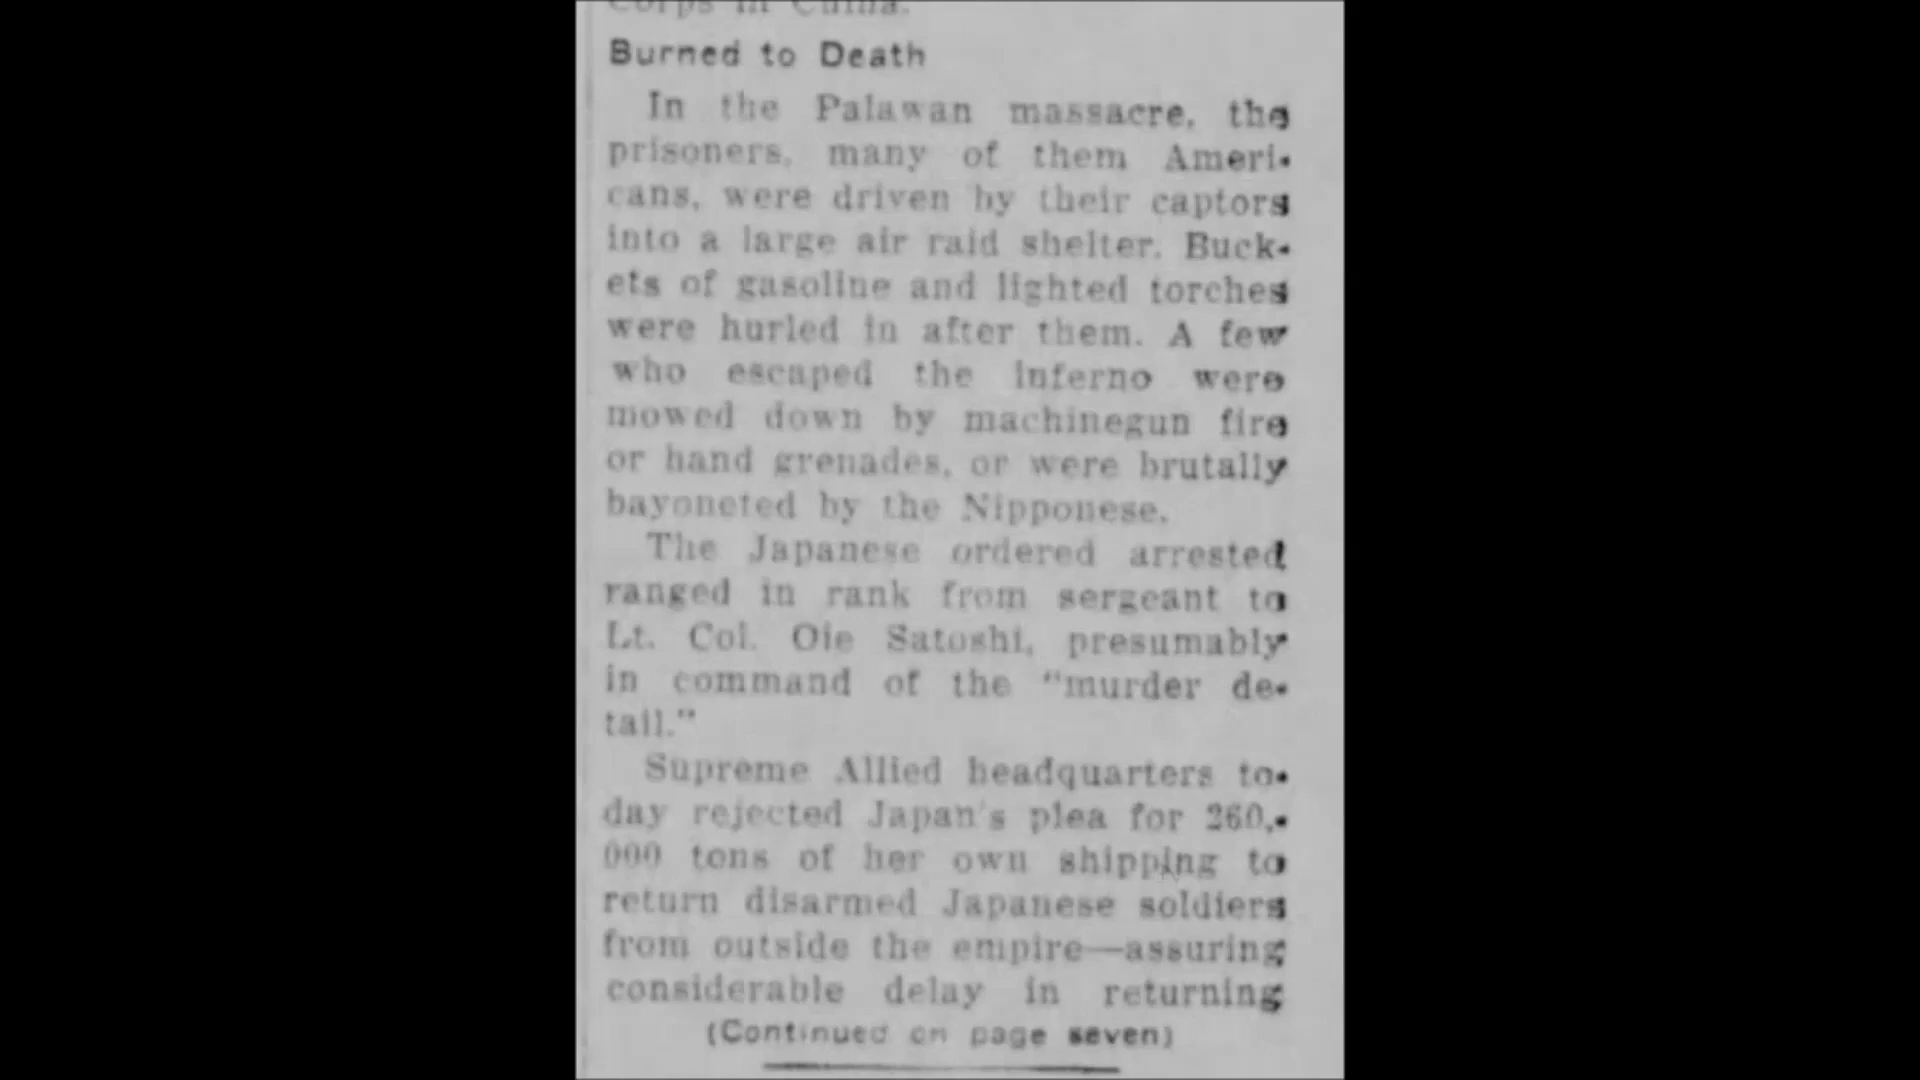 Corps in China.
Burned to Death
In the Palawan massacre, the
prisoners, many of them Ameri-
cans, were driven by their captors
into a large air raid shelter. Buck-
ets of gasoline and lighted torches
were hurled in after them. A few
who escaped the inferno were
mowed down by machinegun fire
or hand grenades, or were brutally
bayoneted by the Nipponese.
The Japanese ordered arrested
ranged in rank from sergeant to
Lt. Col. Oie Satoshi, presumably
in command of the "murder de-
tail."
Supreme Allied headquarters to-
day rejected Japan's plea for 260,-
000 tons of her own shipping to
return disarmed Japanese soldiers
from outside the empire—assuring
considerable delay in returning
(Continued on page seven)